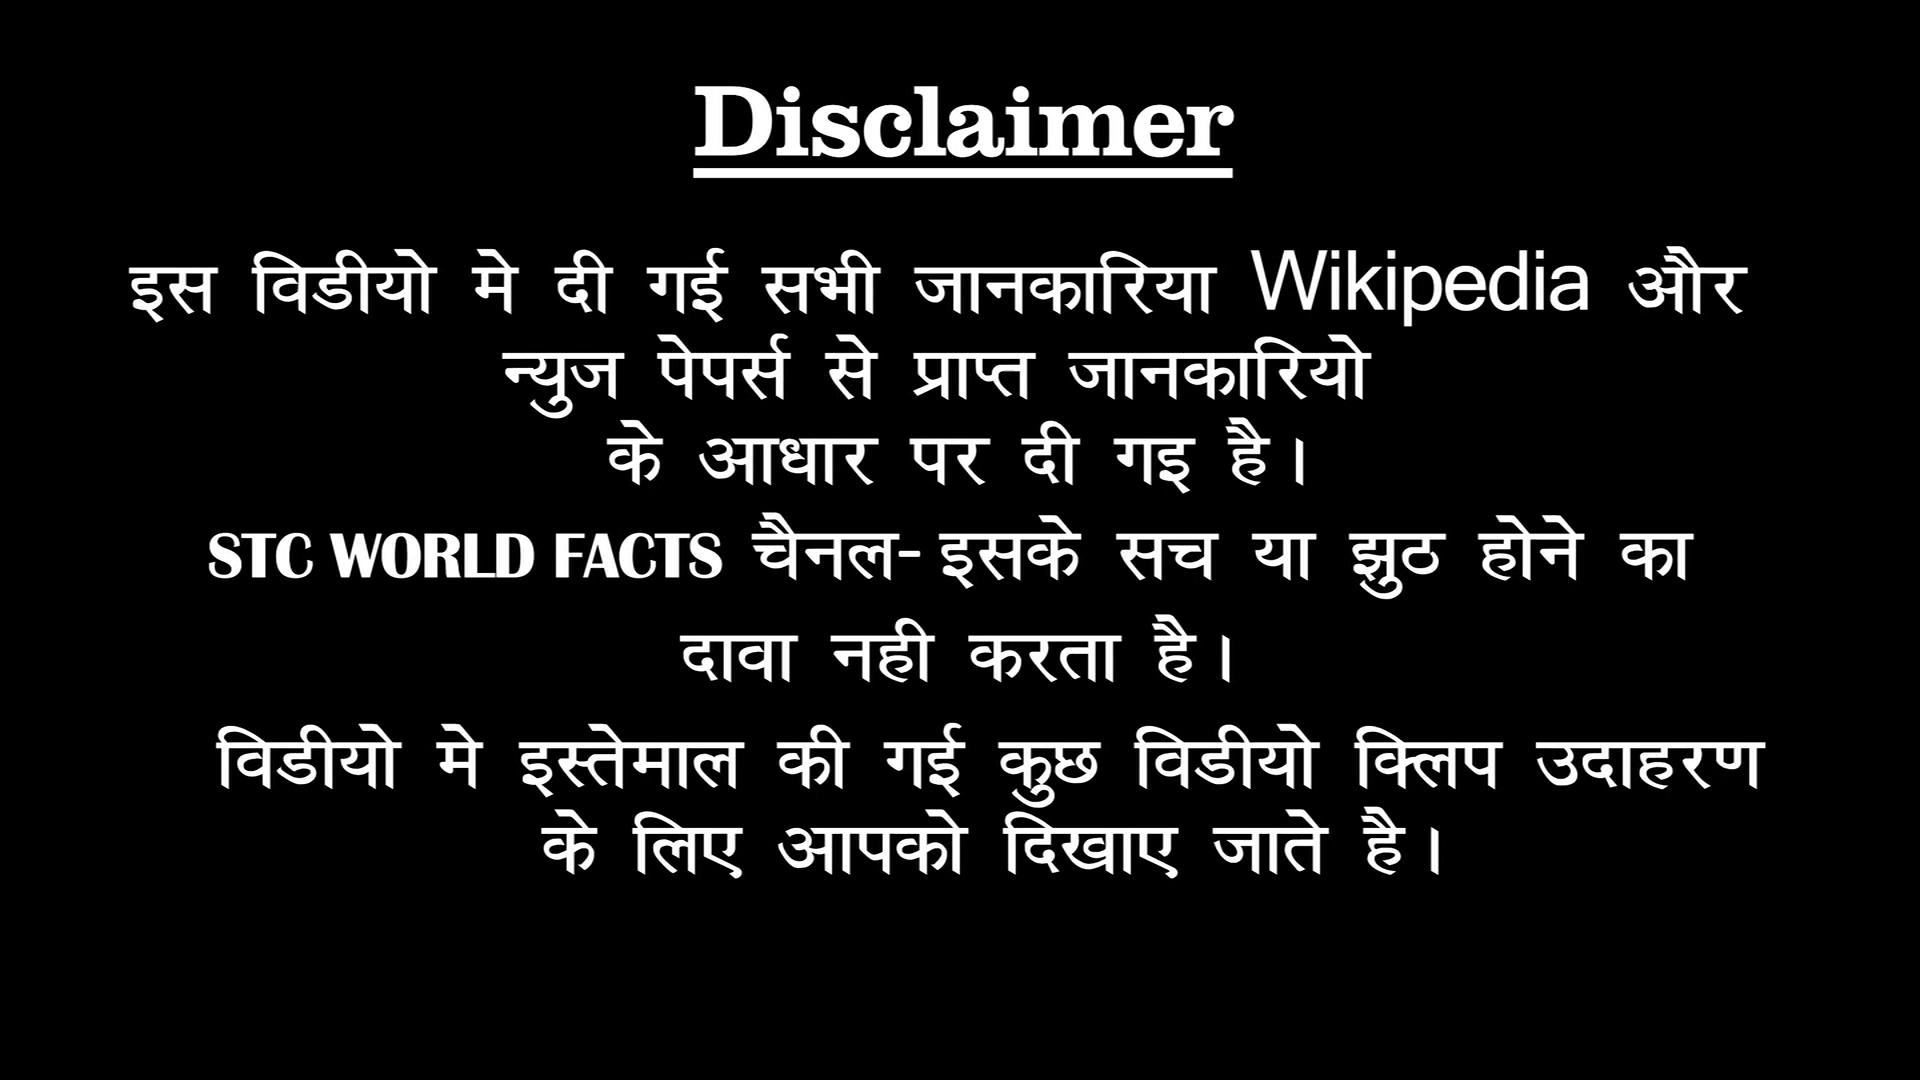 Disclaimer
इस विडीयो मे दी गई सभी जानकारिया Wikipedia और
न्युज पेपर्स से प्राप्त जानकारियो
के आधार पर दी गइ है।
STC WORLD FACTS चैनल- इसके सच या झुठ होने का
दावा नही करता है।
विडीयो मे इस्तेमाल की गई कुछ विडीयो क्लिप उदाहरण
के लिए आपको दिखाए जाते है।